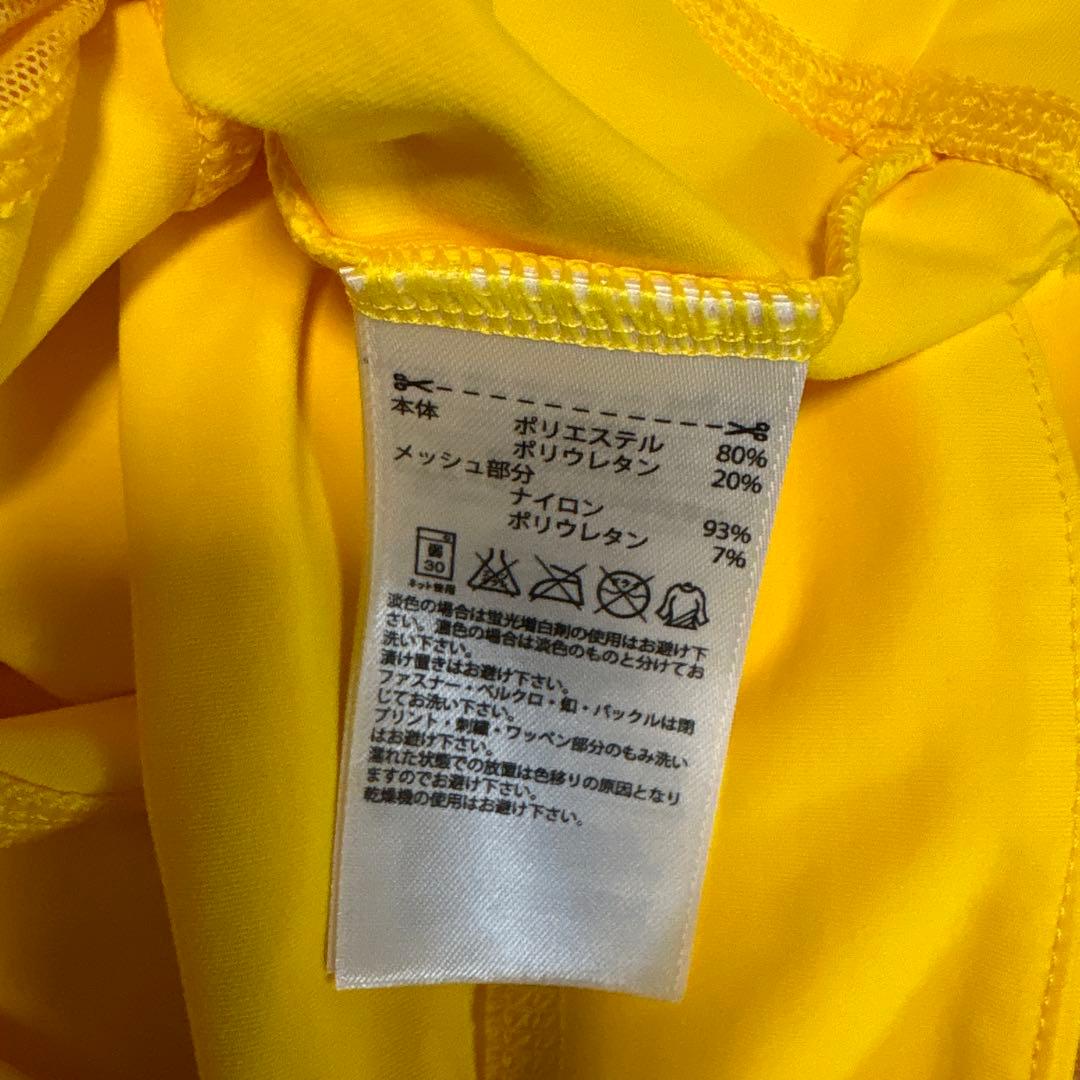 本体
ポリエステル 80%
ポリウレタン 20%
メッシュ部分
ナイロン 93%
ポリウレタン 7%
弱
30
ネット使用
淡色の場合は蛍光増白剤の使用はお避け下
さい。濃色の場合は淡色のものと分けてお
洗い下さい。
漬け置きはお避け下さい。
ファスナー・ベルクロ・釦・バックルは閉
じてお洗い下さい。
プリント・刺繍・ワッペン部分のもみ洗い
はお避け下さい。
濡れた状態での放置は色移りの原因となり
ますのでお避け下さい。
乾燥機の使用はお避け下さい。